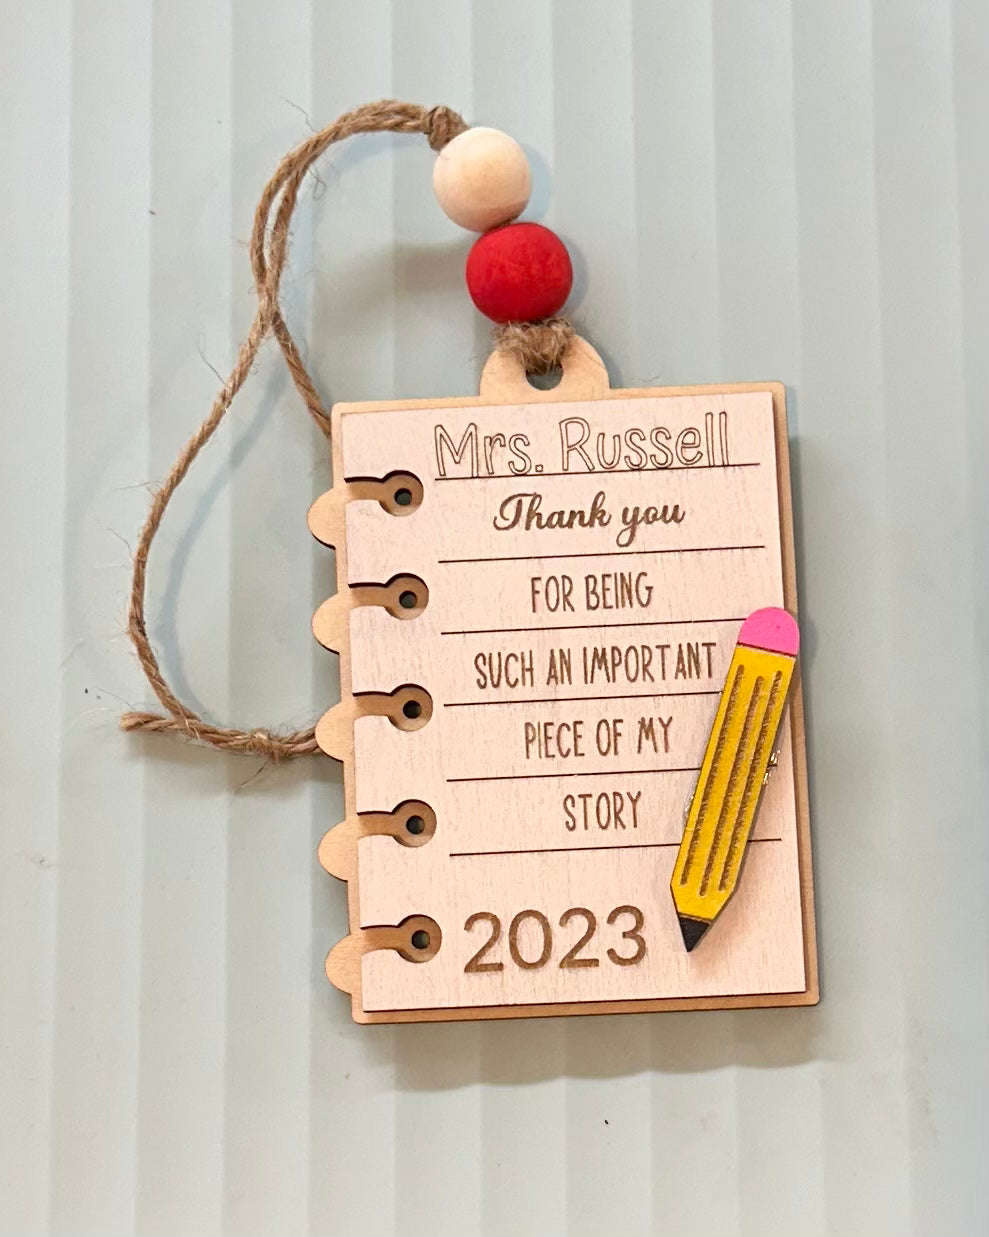 Mrs. Russell
Thank you
FOR BEING
SUCH AN IMPORTANT
PIECE OF MY
STORY
2023